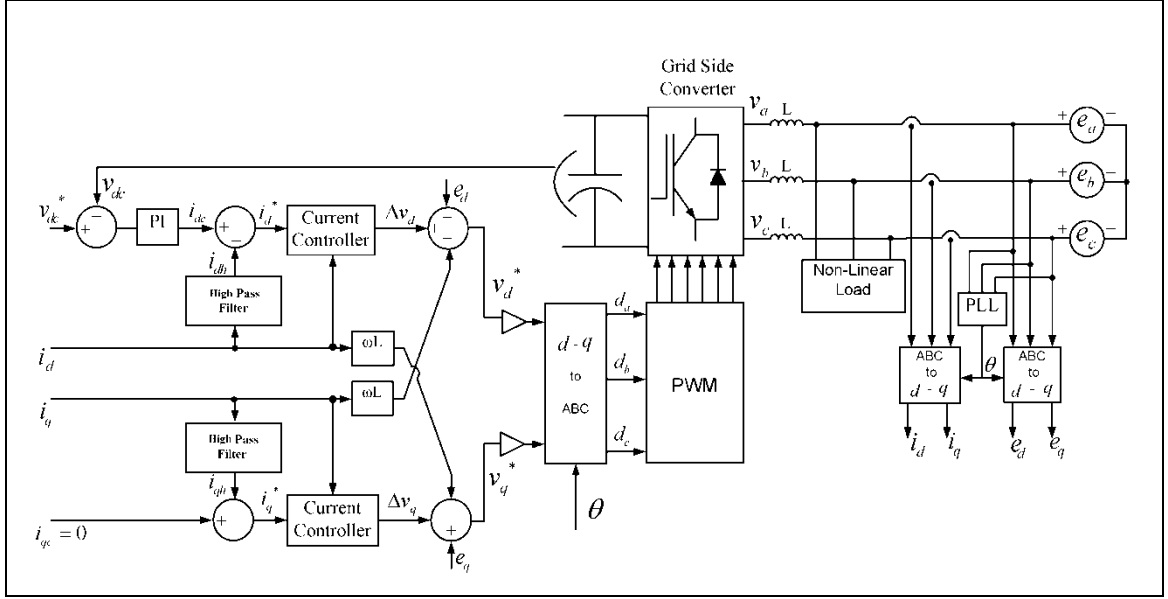 Grid Side
Converter
v_a L
v_b L
v_c L
+ e_a −
+ e_b −
+ e_c −
Non-Linear
Load
PLL
θ
ABC
to
d - q
ABC
to
d - q
i_d i_q e_d e_q
v_dc
v_dc*
+ −
PI
i_dc
+ −
i_d*
Current
Controller
Δv_d
e_d
+ − −
i_dh
High Pass
Filter
i_d
ωL
ωL
i_q
High Pass
Filter
i_qh
i_qc = 0
+
i_q*
Current
Controller
Δv_q
+
e_q
v_d*
v_q*
d - q
to
ABC
θ
d_a
d_b
d_c
PWM